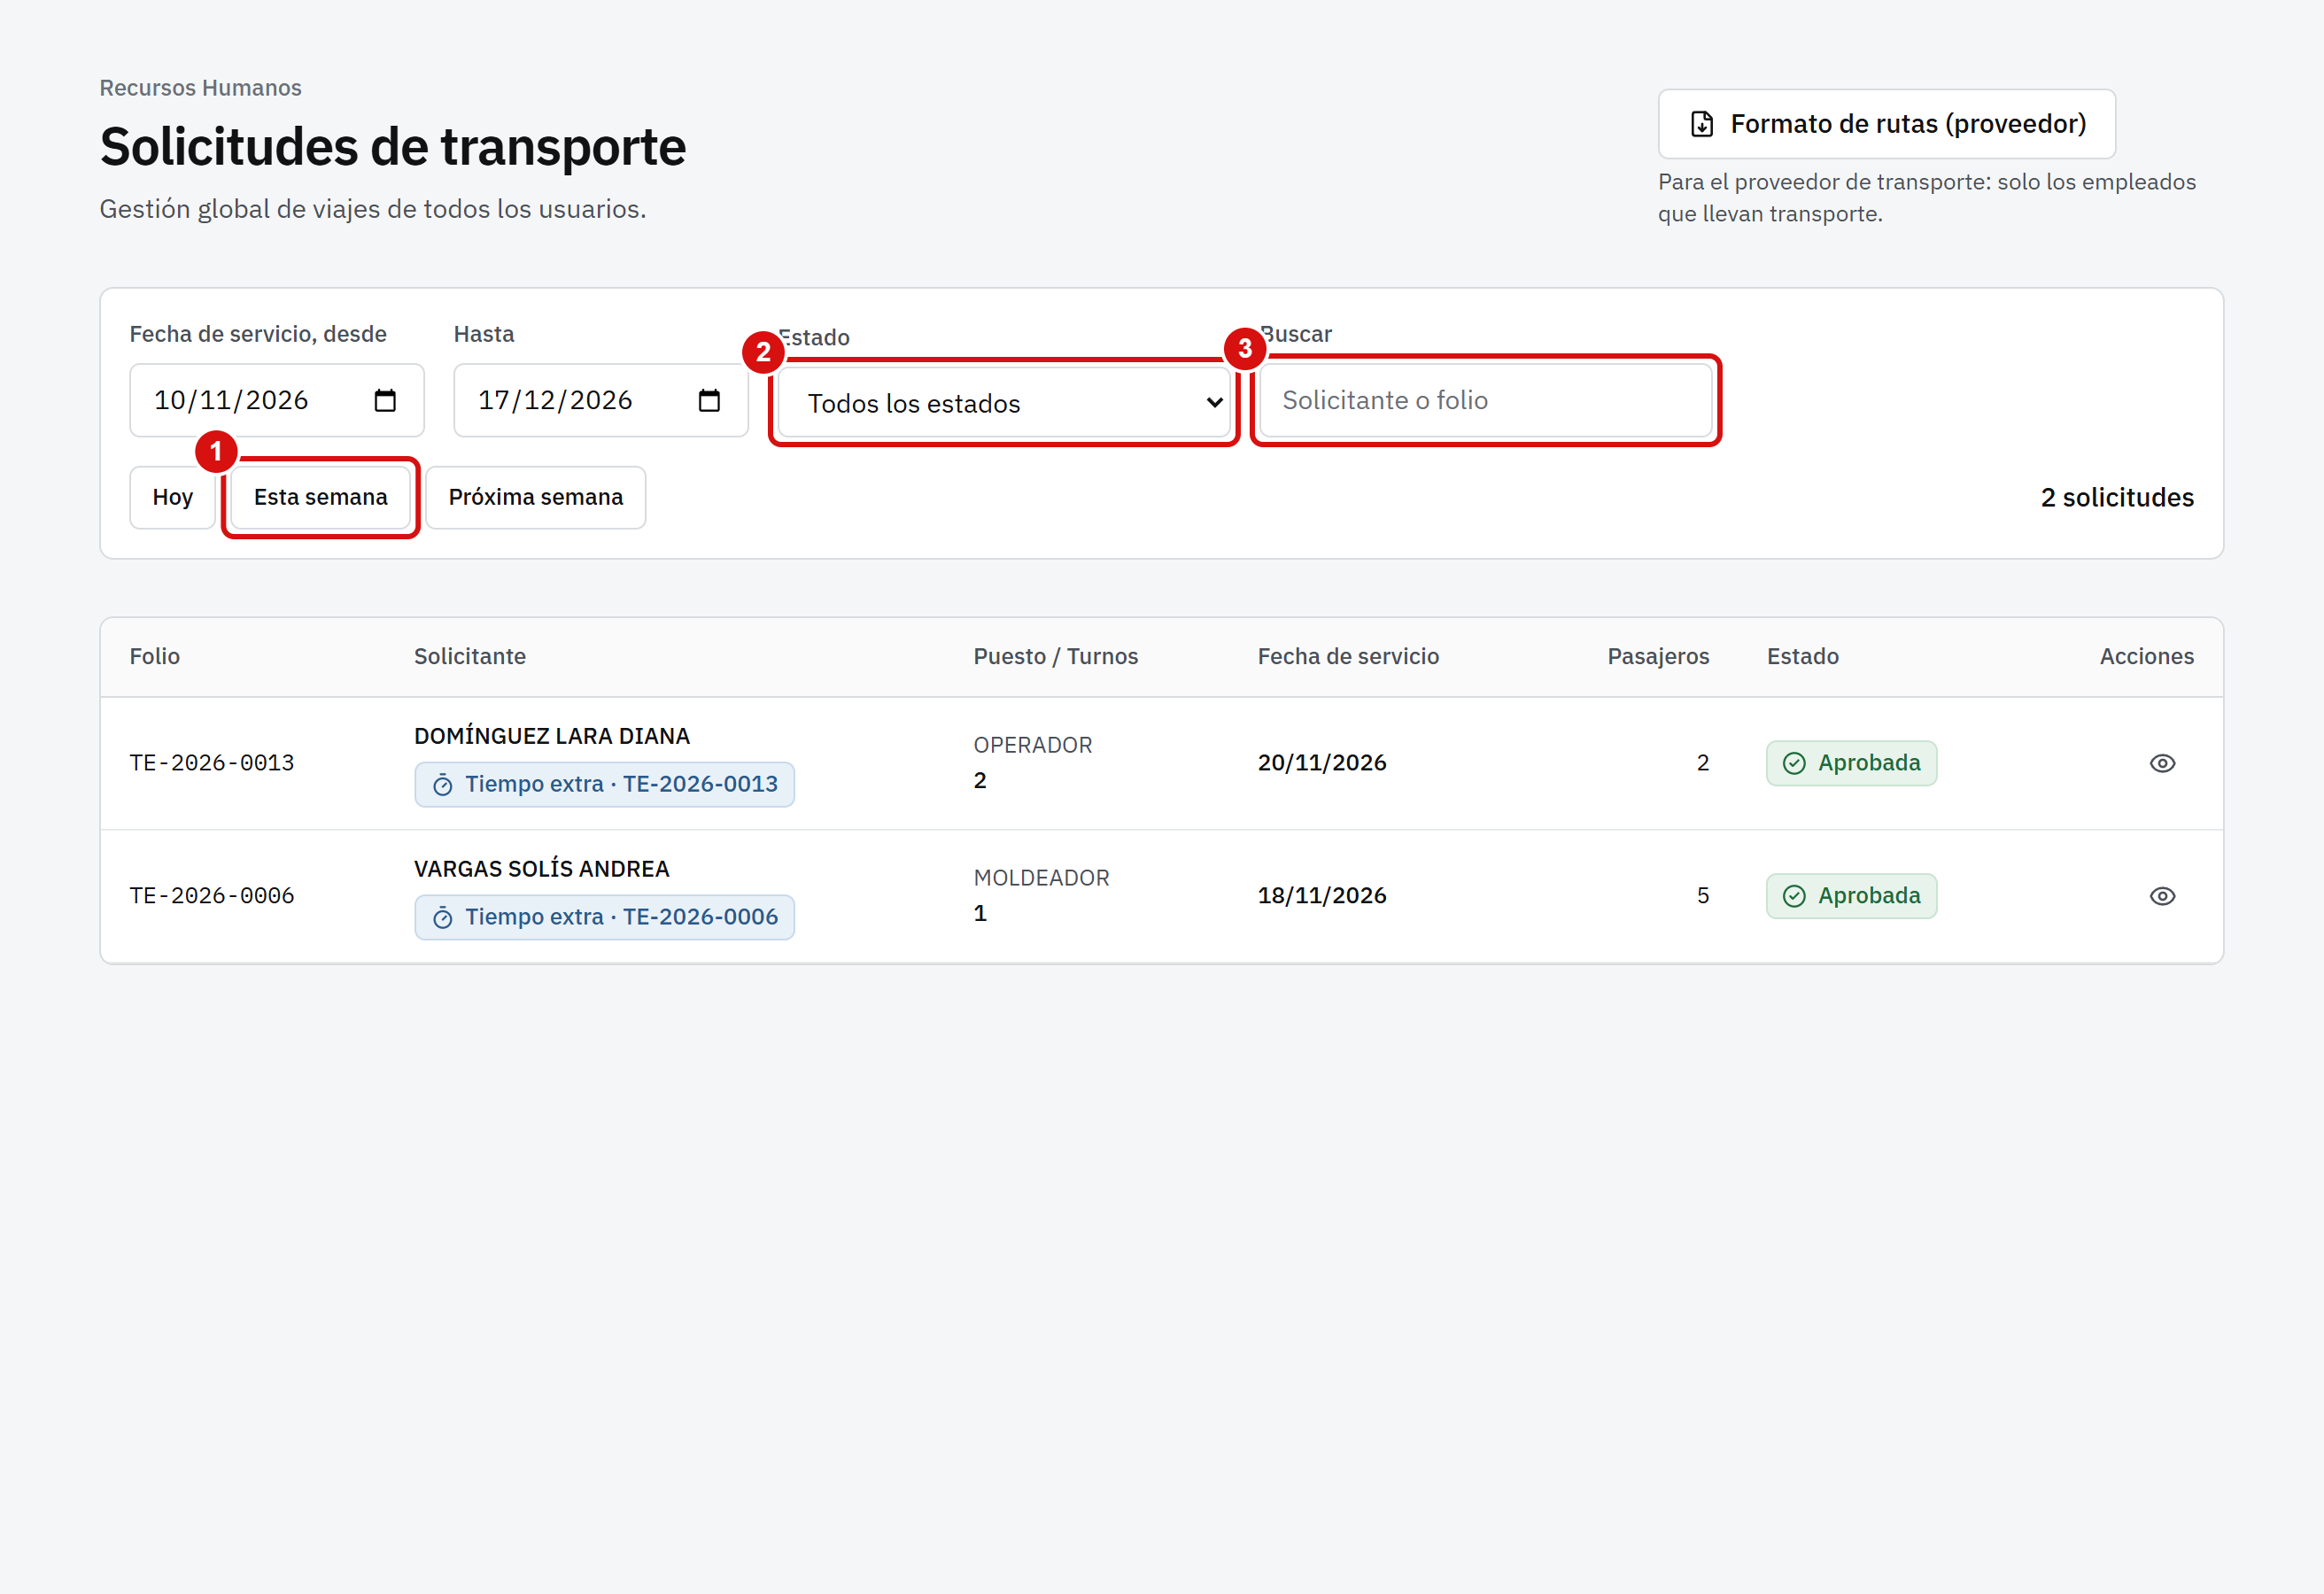 Recursos Humanos
Solicitudes de transporte
Gestión global de viajes de todos los usuarios.
Formato de rutas (proveedor)
Para el proveedor de transporte: solo los empleados
que llevan transporte.
Fecha de servicio, desde
Hasta
Estado
Buscar
10/11/2026
17/12/2026
2
Todos los estados
3
Solicitante o folio
1
Hoy
Esta semana
Próxima semana
2 solicitudes
Folio
Solicitante
Puesto / Turnos
Fecha de servicio
Pasajeros
Estado
Acciones
TE-2026-0013
DOMÍNGUEZ LARA DIANA
Tiempo extra · TE-2026-0013
OPERADOR
2
20/11/2026
2
Aprobada
TE-2026-0006
VARGAS SOLÍS ANDREA
Tiempo extra · TE-2026-0006
MOLDEADOR
1
18/11/2026
5
Aprobada